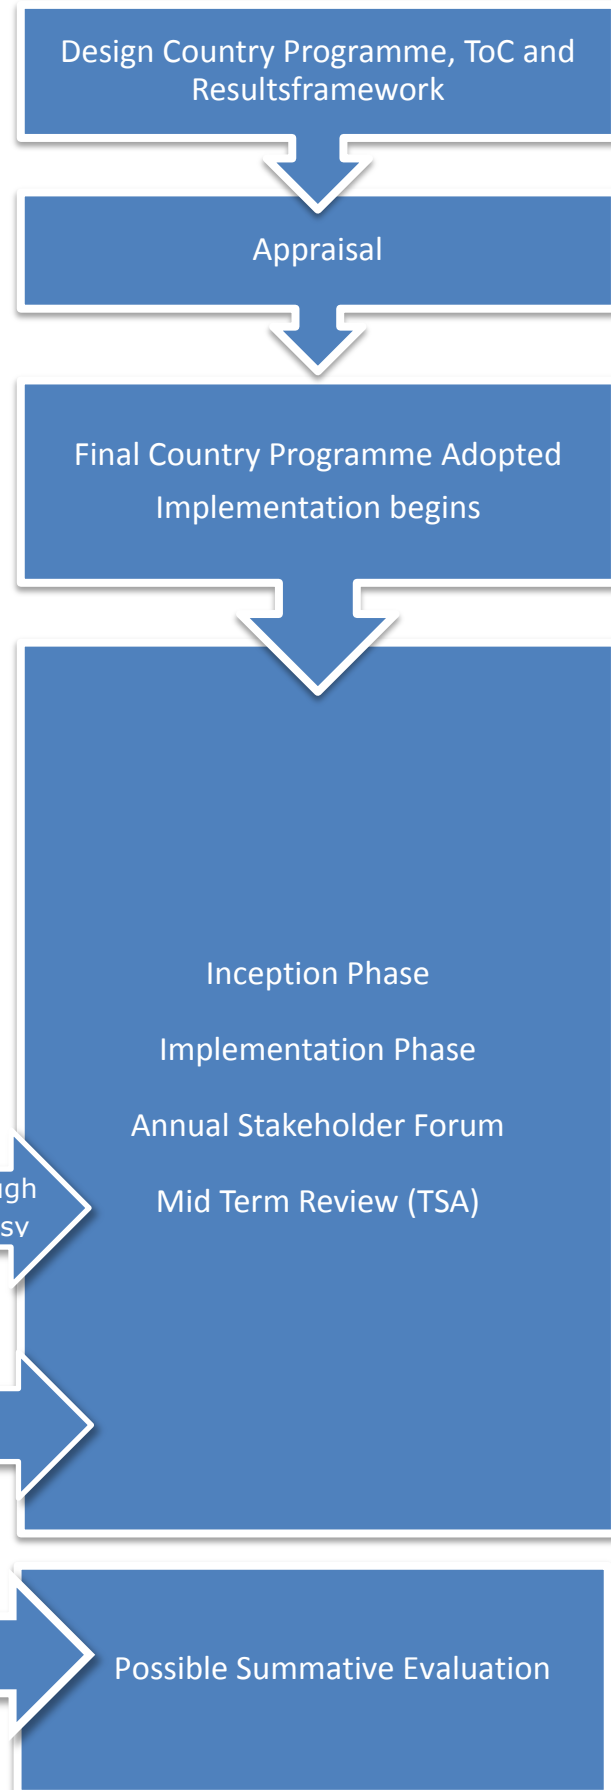 Design Country Programme, ToC and
Resultsframework
Appraisal
Final Country Programme Adopted
Implementation begins
Inception Phase
Implementation Phase
Annual Stakeholder Forum
Mid Term Review (TSA)
Possible Summative Evaluation